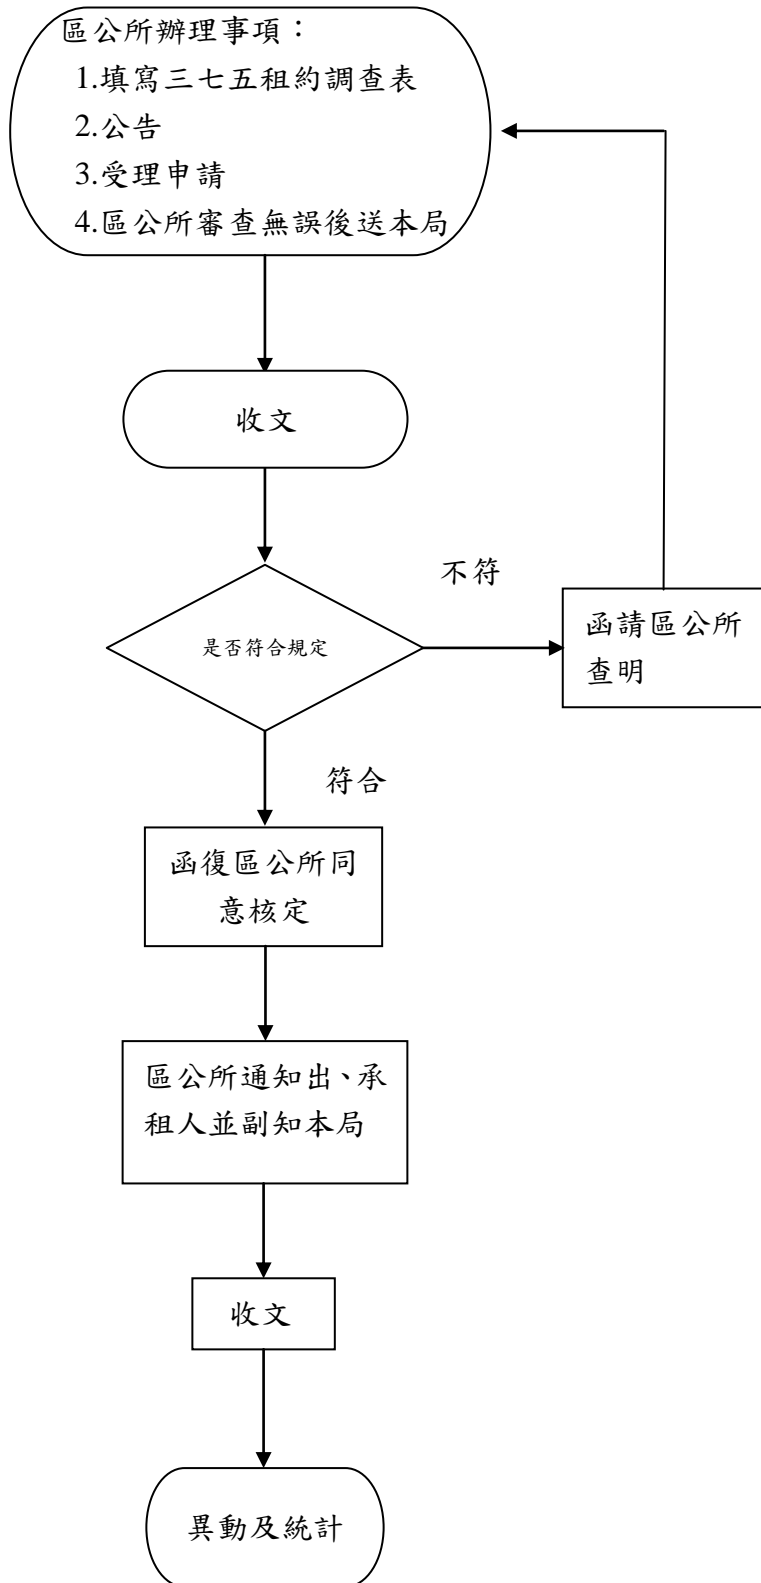 區公所辦理事項：
1.填寫三七五租約調查表
2.公告
3.受理申請
4.區公所審查無誤後送本局
收文
不符
是否符合規定
函請區公所
查明
符合
函復區公所同
意核定
區公所通知出、承
租人並副知本局
收文
異動及統計